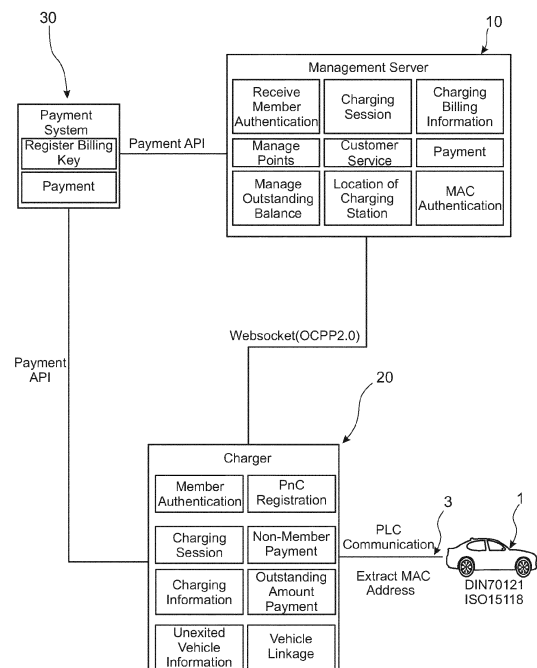 30
10
Management Server
Receive
Member
Authentication
Charging
Session
Charging
Billing
Information
Manage
Points
Customer
Service
Payment
Manage
Outstanding
Balance
Location of
Charging
Station
MAC
Authentication
Payment
System
Register Billing
Key
Payment
Payment API
Websocket(OCPP2.0)
Payment
API
20
Charger
Member
Authentication
PnC
Registration
Charging
Session
Non-Member
Payment
Charging
Information
Outstanding
Amount
Payment
Unexited
Vehicle
Information
Vehicle
Linkage
3
1
PLC
Communication
Extract MAC
Address
DIN70121
ISO15118